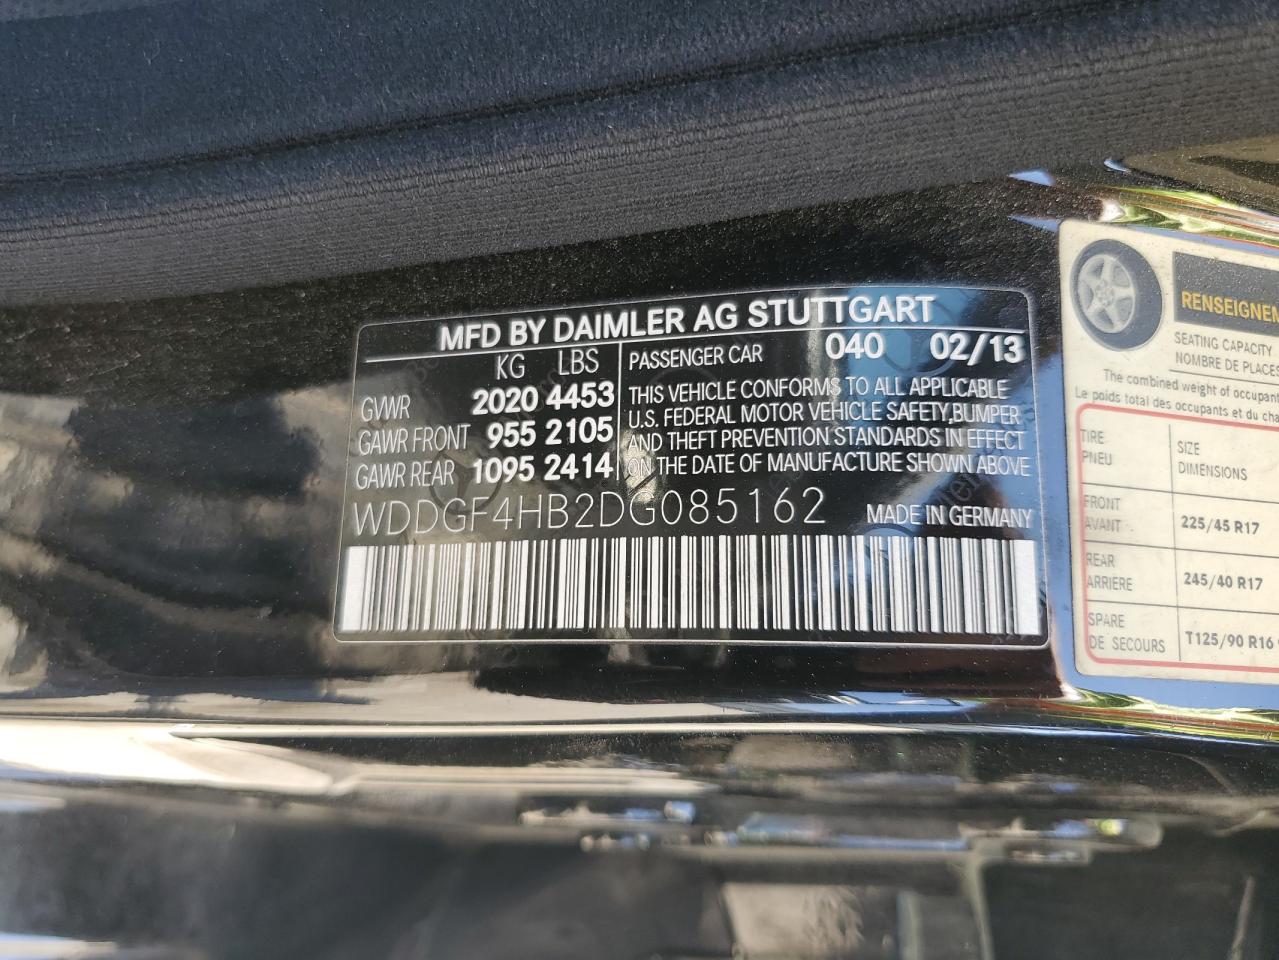 MFD BY DAIMLER AG STUTTGART
KG LBS
PASSENGER CAR 040 02/13
GVWR 2020 4453
GAWR FRONT 955 2105
GAWR REAR 1095 2414
THIS VEHICLE CONFORMS TO ALL APPLICABLE
U.S. FEDERAL MOTOR VEHICLE SAFETY,BUMPER
AND THEFT PREVENTION STANDARDS IN EFFECT
ON THE DATE OF MANUFACTURE SHOWN ABOVE
WDDGF4HB2DG085162 MADE IN GERMANY
SEATING CAPACITY
NOMBRE DE PLACES
The combined weight of
Le poids total des occupants et du
TIRE
PNEU
SIZE
DIMENSIONS
FRONT
AVANT
225/45 R17
REAR
ARRIERE
245/40 R17
SPARE
DE SECOURS
T125/90 R16